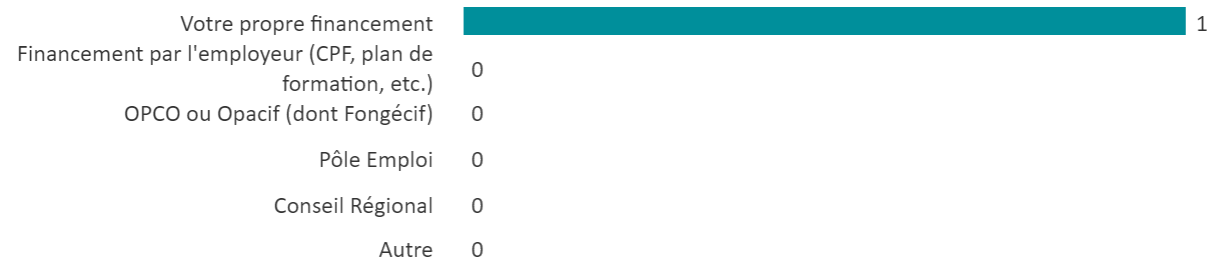 Votre propre financement 1
Financement par l'employeur (CPF, plan de
formation, etc.) 0
OPCO ou Opacif (dont Fongécif) 0
Pôle Emploi 0
Conseil Régional 0
Autre 0